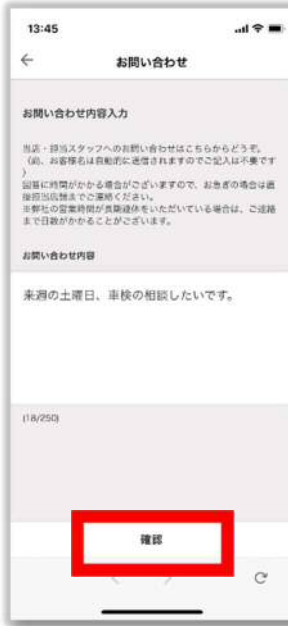 13:45
お問い合わせ
お問い合わせ内容入力
当店・担当スタッフへのお問い合わせはこちらからどうぞ。
(尚、お客様名は自動的に送信されますのでご記入は不要です
)
回答に時間がかかる場合がございますので、お急ぎの場合は直
接担当店舗までご連絡ください。
※弊社の営業時間が長期連休をいただいている場合は、ご連絡
まで日数がかかることがございます。
お問い合わせ内容
来週の土曜日、車検の相談したいです。
(18/250)
確認